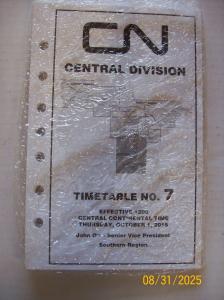 CN
CENTRAL DIVISION
TIMETABLE NO. 7
EFFECTIVE 1200
CENTRAL CONTINENTAL TIME
THURSDAY, OCTOBER 1, 2015
John Senior Vice President
Southern Region
08/31/2025